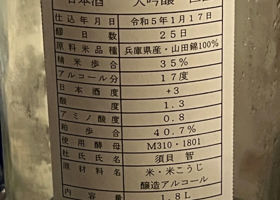 日本酒 大吟醸
仕込年月日 令和5年1月17日
醪日数 25日
原料米品種 兵庫県産・山田錦100%
精米歩合 35%
アルコール分 17度
日本酒度 +3
酸度 1.3
アミノ酸度 0.8
粕歩合 40.7%
使用酵母 M310・1801
杜氏氏名 須貝 智
原材料名 米・米こうじ
醸造アルコール
1.8L